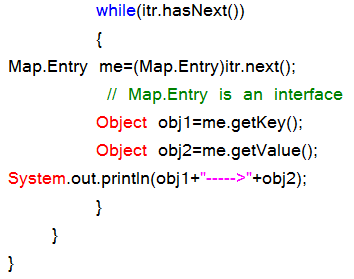 while(itr.hasNext())
{
Map.Entry me=(Map.Entry)itr.next();
// Map.Entry is an interface
Object obj1=me.getKey();
Object obj2=me.getValue();
System.out.println(obj1+"----->"+obj2);
}
}
}